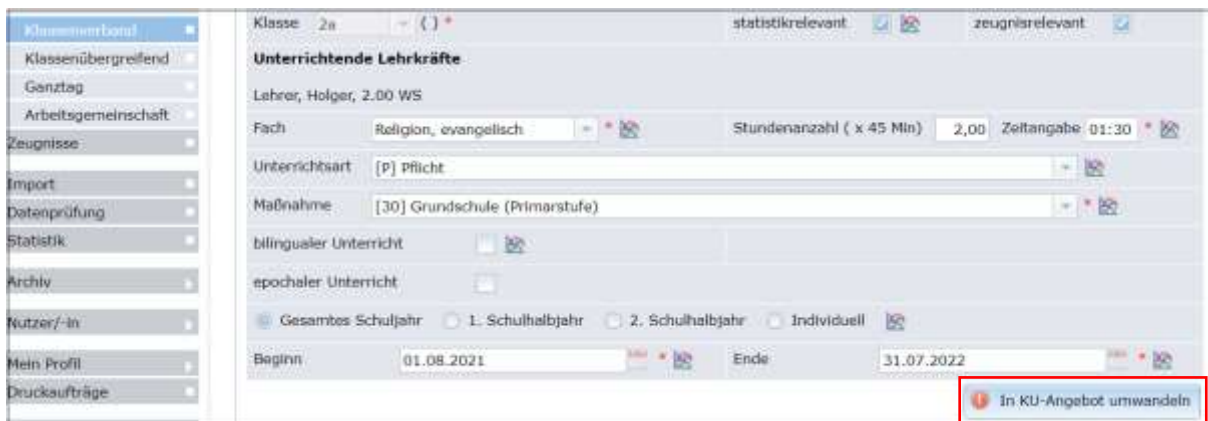 Klassenverband
Klassenübergreifend
Ganztag
Arbeitsgemeinschaft
Zeugnisse
Import
Datenprüfung
Statistik
Archiv
Nutzer/-in
Mein Profil
Druckaufträge
Klasse 2a ( ) * statistikrelevant zeugnisrelevant
Unterrichtende Lehrkräfte
Lehrer, Holger, 2.00 WS
Fach Religion, evangelisch * Stundenanzahl ( x 45 Min) 2,00 Zeitangabe 01:30 *
Unterrichtsart [P] Pflicht
Maßnahme [30] Grundschule (Primarstufe) *
bilingualer Unterricht
epochaler Unterricht
Gesamtes Schuljahr 1. Schulhalbjahr 2. Schulhalbjahr Individuell
Beginn 01.08.2021 * Ende 31.07.2022 *
In KU-Angebot umwandeln